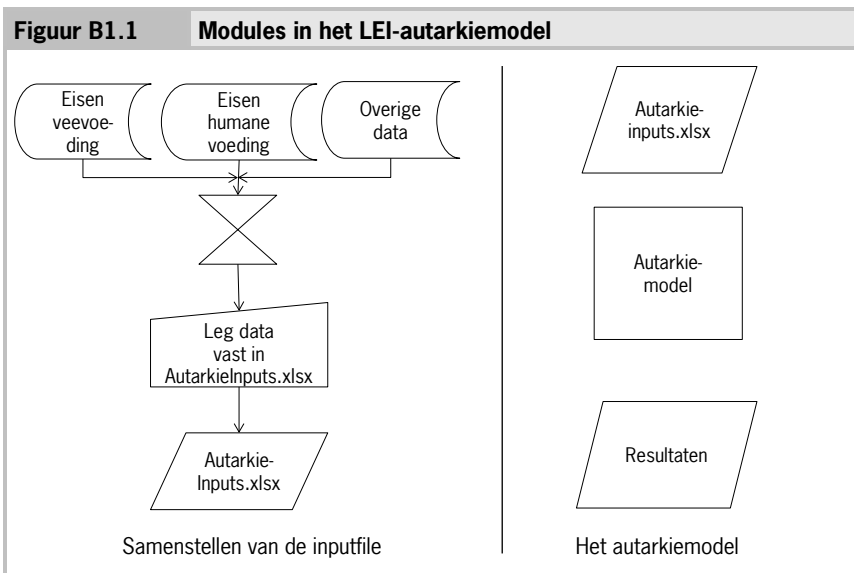 Figuur B1.1 Modules in het LEI-autarkiemodel
Eisen
veevoe-
ding
Eisen
humane
voeding
Overige
data
Leg data
vast in
AutarkieInputs.xlsx
Autarkie-
Inputs.xlsx
Samenstellen van de inputfile
Autarkie-
inputs.xlsx
Autarkie-
model
Resultaten
Het autarkiemodel